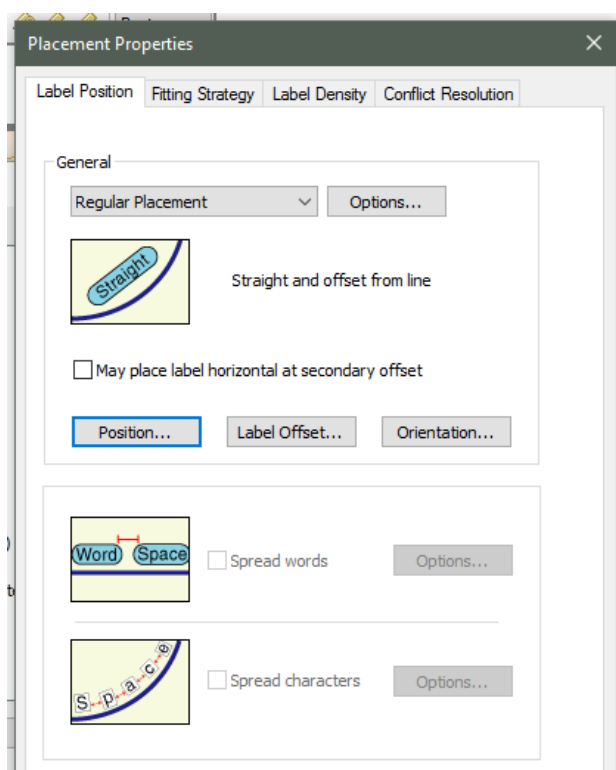 Placement Properties
Label Position Fitting Strategy Label Density Conflict Resolution
General
Regular Placement Options...
Straight
Straight and offset from line
May place label horizontal at secondary offset
Position... Label Offset... Orientation...
Word Space
Spread words Options...
Space
Spread characters Options...